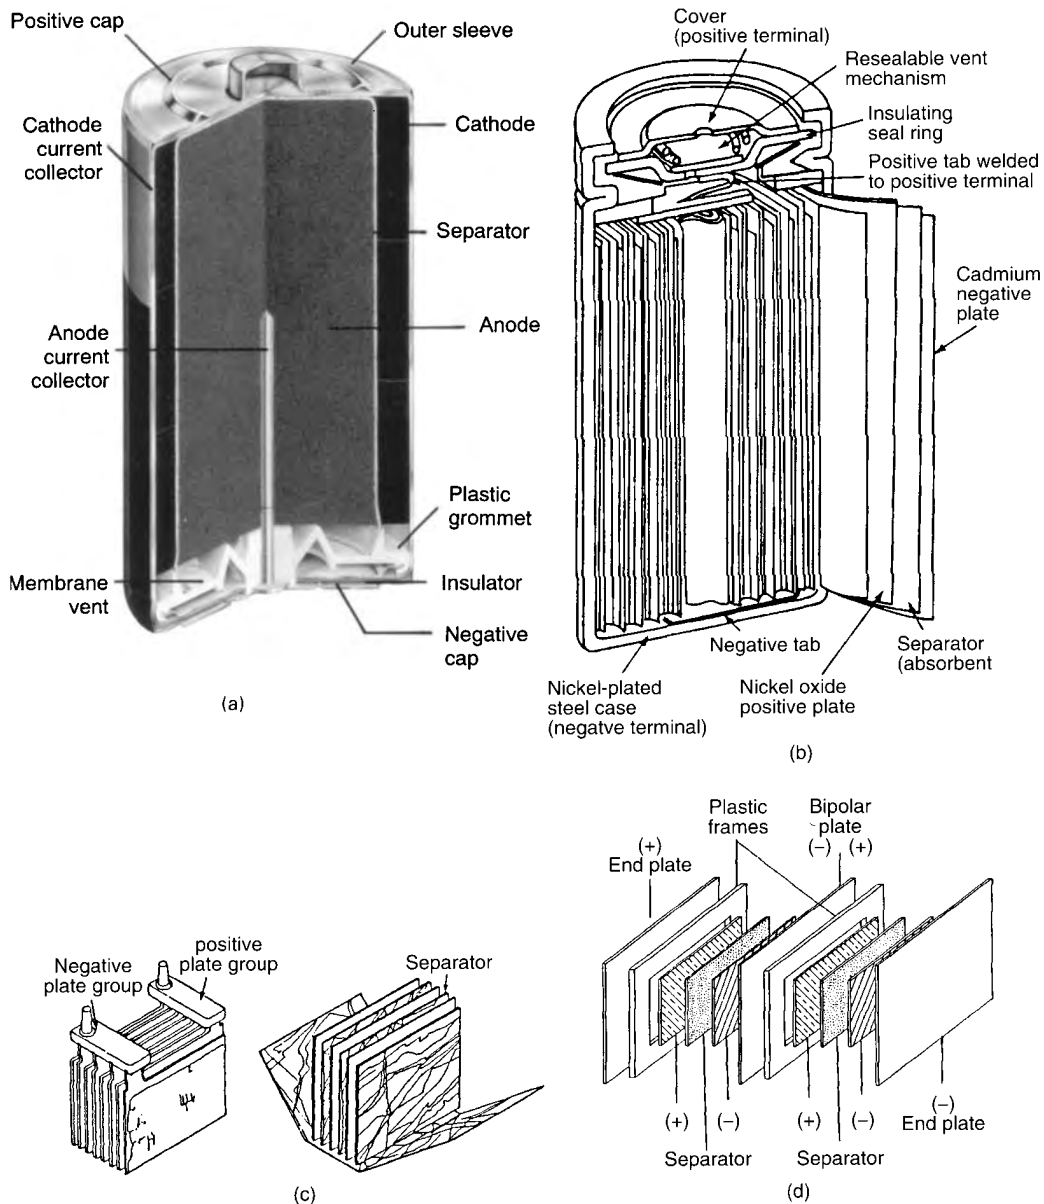 Positive cap
Outer sleeve
Cathode
current
collector
Cathode
Separator
Anode
current
collector
Anode
Plastic
grommet
Membrane
vent
Insulator
Negative
cap
(a)
Cover
(positive terminal)
Resealable vent
mechanism
Insulating
seal ring
Positive tab welded
to positive terminal
Cadmium
negative
plate
Negative tab
Separator
(absorbent
Nickel-plated
steel case
(negatve terminal)
Nickel oxide
positive plate
(b)
Negative
plate group
positive
plate group
Separator
(c)
(+)
End plate
Plastic
frames
Bipolar
plate
(−) (+)
(+)
(−)
(+)
(−)
(−)
End plate
Separator
Separator
(d)